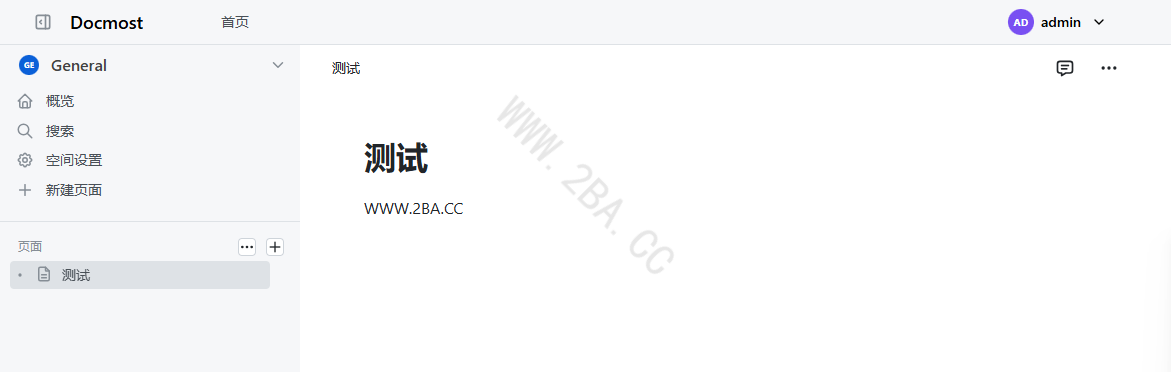 Docmost
首页
AD admin
GE General
概览
搜索
空间设置
新建页面
页面
测试
测试
测试
WWW.2BA.CC
WWW.2BA.CC